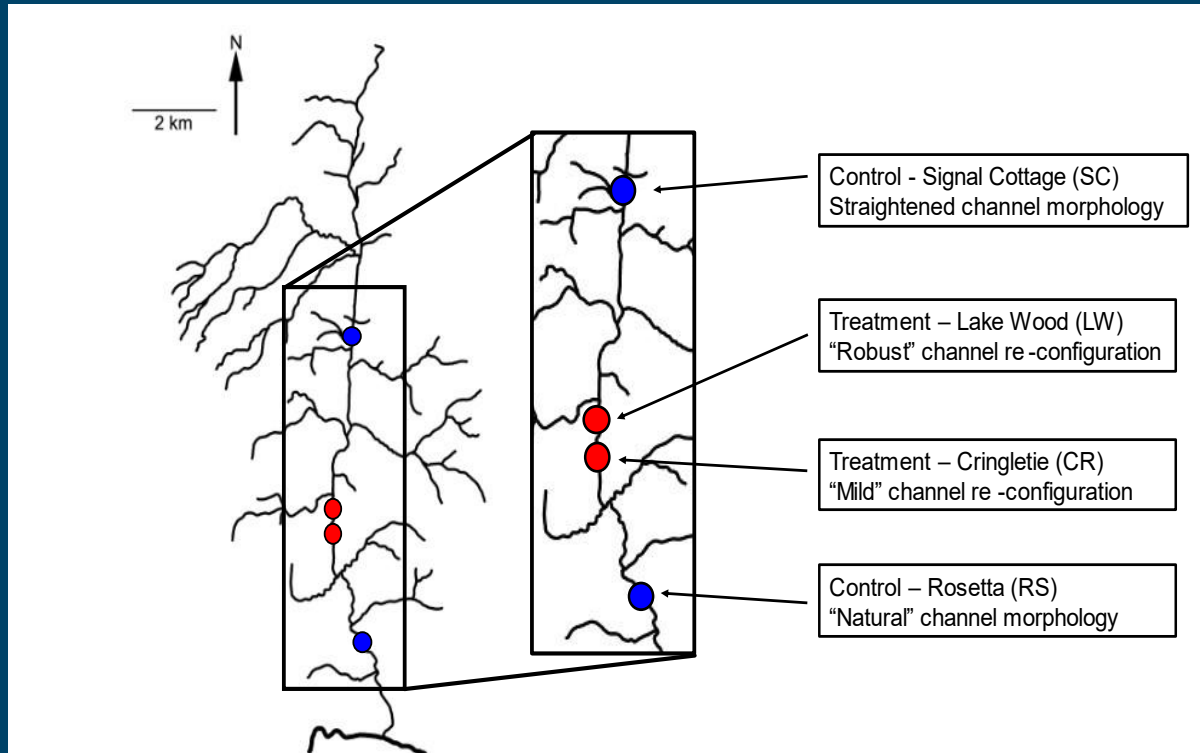 N
2 km
Control - Signal Cottage (SC)
Straightened channel morphology
Treatment – Lake Wood (LW)
“Robust” channel re -configuration
Treatment – Cringletie (CR)
“Mild” channel re -configuration
Control – Rosetta (RS)
“Natural” channel morphology